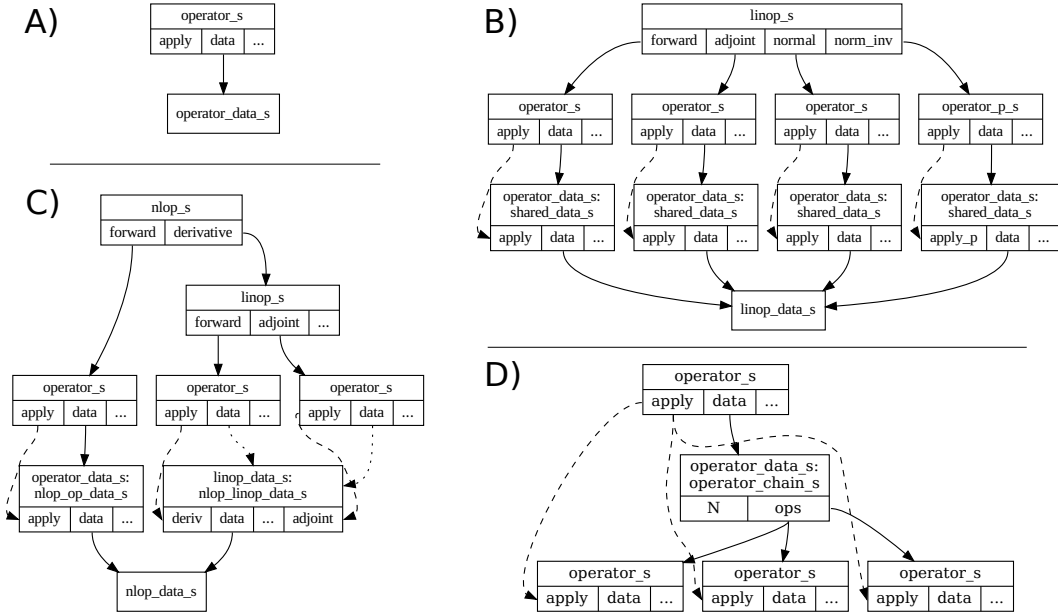 A)
operator_s
apply data ...
operator_data_s
B)
linop_s
forward adjoint normal norm_inv
operator_s operator_s operator_s operator_p_s
apply data ... apply data ... apply data ... apply data ...
operator_data_s: operator_data_s: operator_data_s: operator_data_s:
shared_data_s shared_data_s shared_data_s shared_data_s
apply data ... apply data ... apply data ... apply_p data ...
linop_data_s
C)
nlop_s
forward derivative
linop_s
forward adjoint ...
operator_s operator_s operator_s
apply data ... apply data ... apply data ...
operator_data_s: linop_data_s:
nlop_op_data_s nlop_linop_data_s
apply data ... deriv data ... adjoint
nlop_data_s
D)
operator_s
apply data ...
operator_data_s:
operator_chain_s
N ops
operator_s operator_s operator_s
apply data ... apply data ... apply data ...